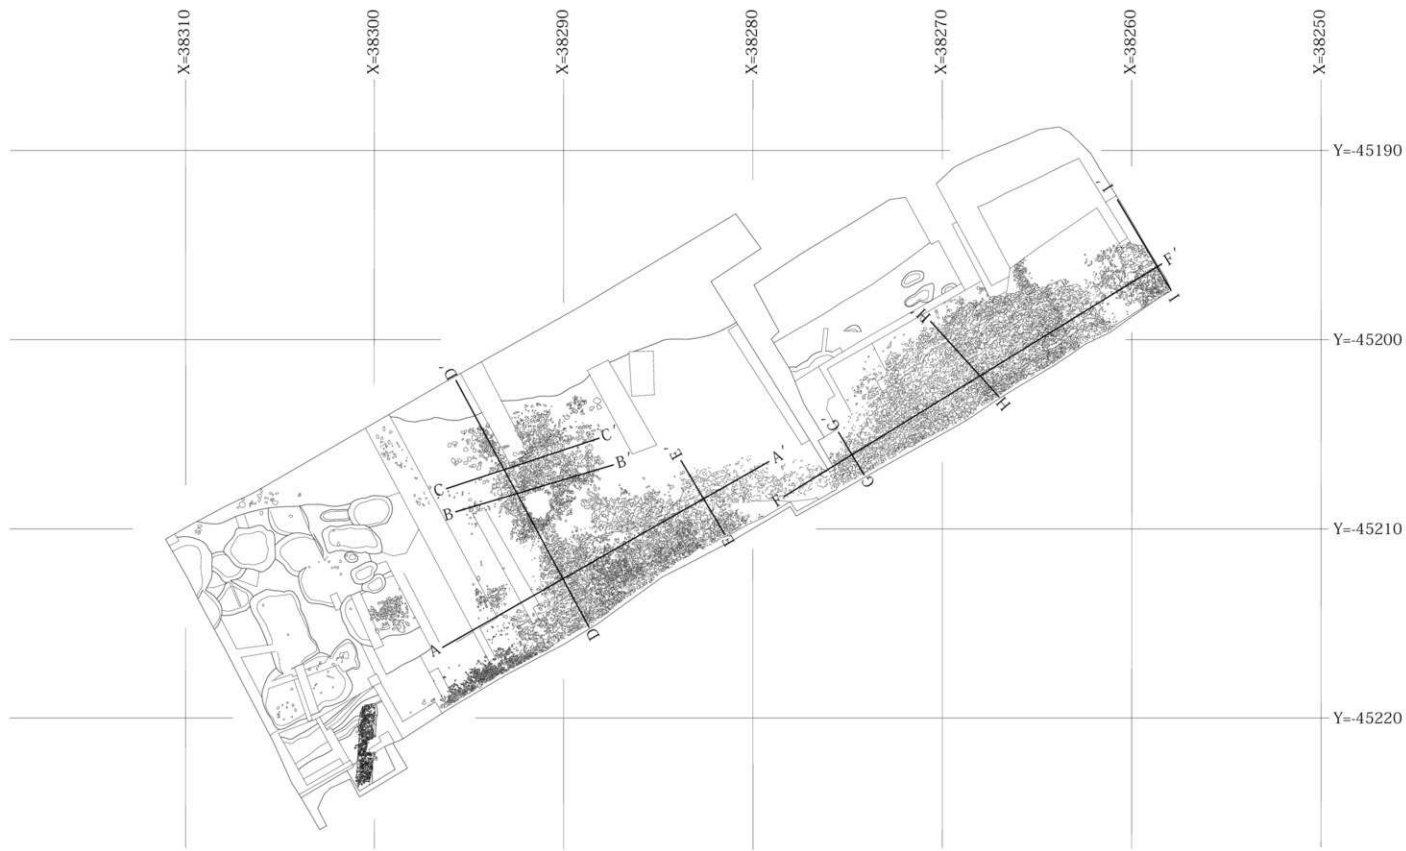 X=38310
X=38300
X=38290
X=38280
X=38270
X=38260
X=38250
Y=-45190
I'
F'
I
Y=-45200
H'
H
D'
C'
G'
B'
E'
A'
C
F
G
B
Y=-45210
E
D
A
Y=-45220